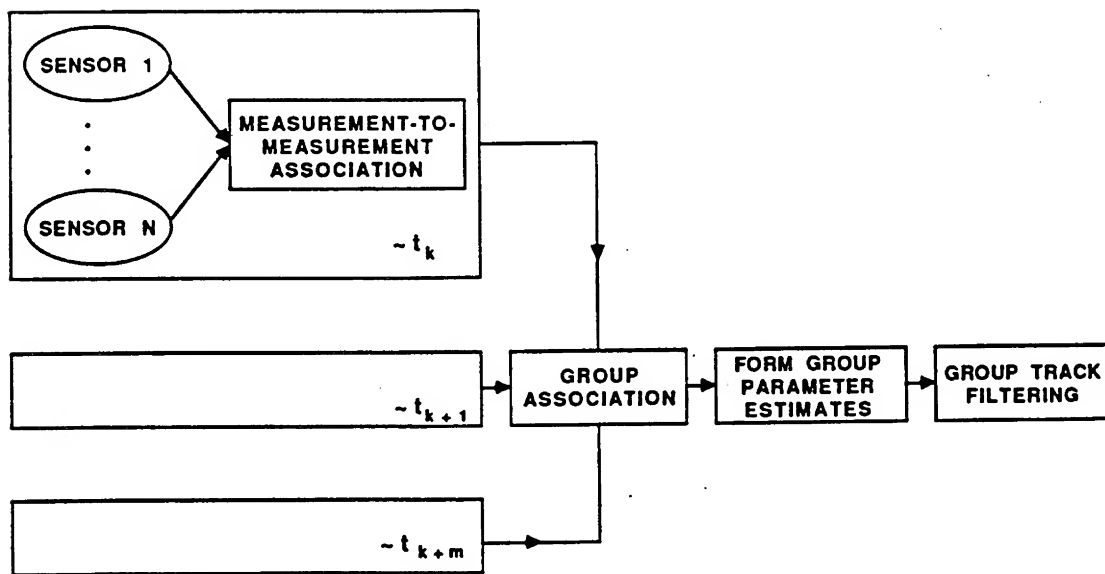 SENSOR 1
MEASUREMENT-TO-
MEASUREMENT
ASSOCIATION
SENSOR N
~ t k
~ t k + 1
GROUP
ASSOCIATION
FORM GROUP
PARAMETER
ESTIMATES
GROUP TRACK
FILTERING
~ t k + m